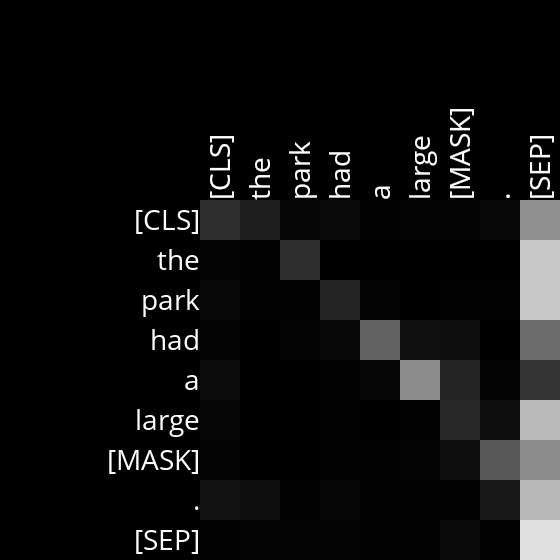 [CLS] the park had a large [MASK] . [SEP]
[CLS]
the
park
had
a
large
[MASK]
.
[SEP]